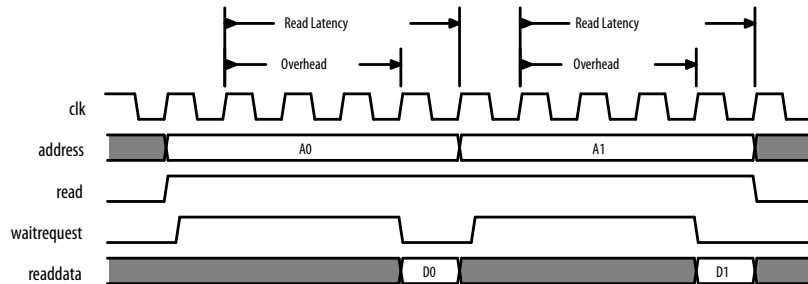 Read Latency Read Latency
Overhead Overhead
clk
address A0 A1
read
waitrequest
readdata D0 D1